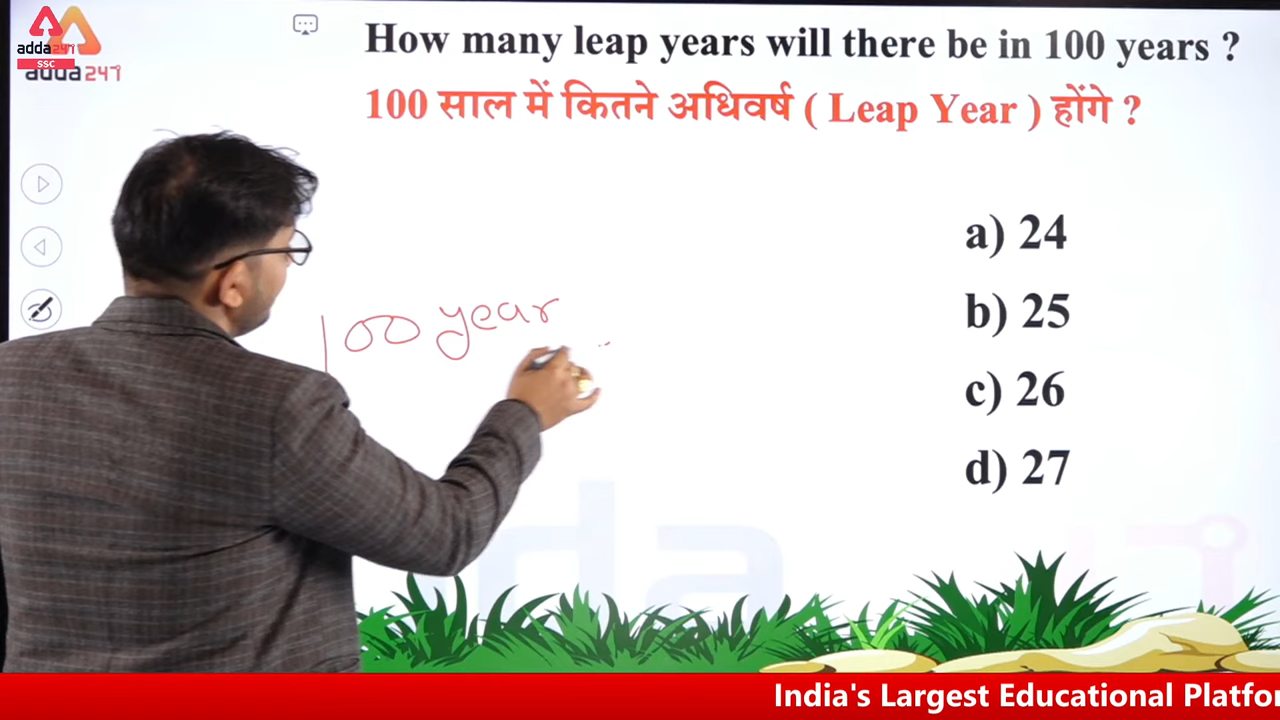 adda247
SSC
adda247
How many leap years will there be in 100 years ?
100 साल में कितने अधिवर्ष ( Leap Year ) होंगे ?
a) 24
b) 25
c) 26
d) 27
100 year
adda
India's Largest Educational Platfor